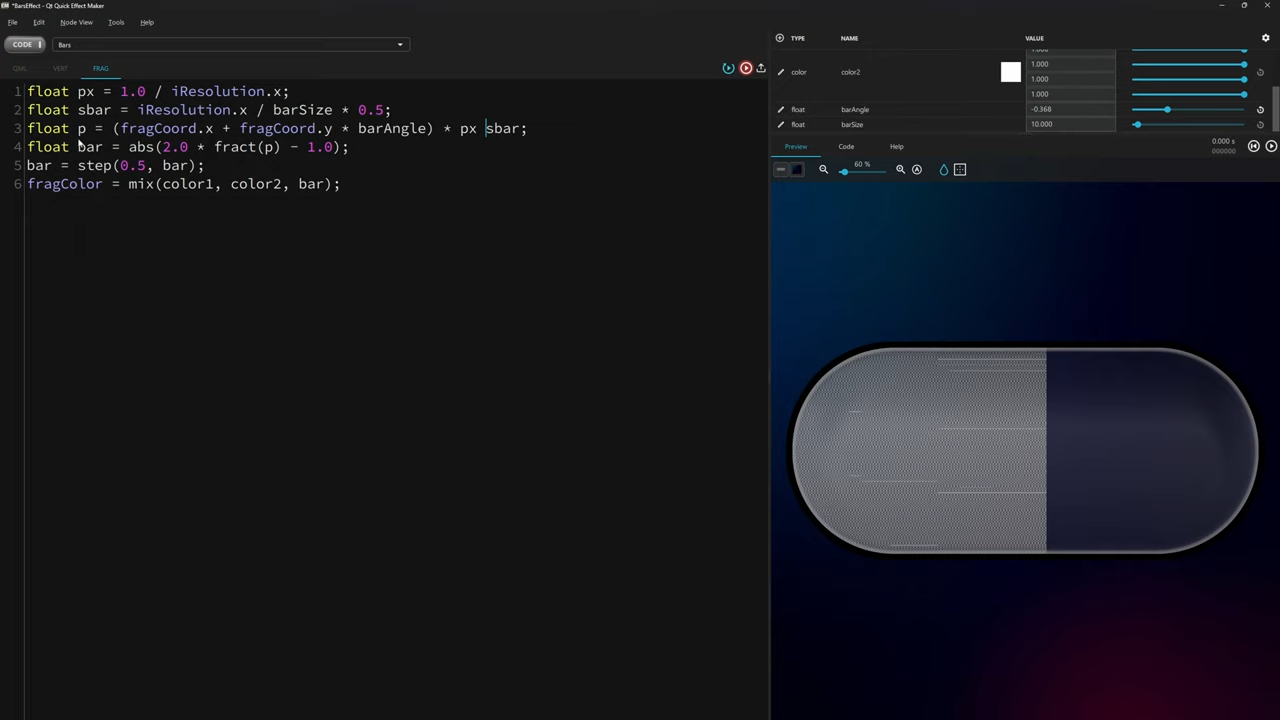 *BarsEffect - Qt Quick Effect Maker
File Edit Node View Tools Help
CODE Bars
QML VERT FRAG
1 float px = 1.0 / iResolution.x;
2 float sbar = iResolution.x / barSize * 0.5;
3 float p = (fragCoord.x + fragCoord.y * barAngle) * px sbar;
4 float bar = abs(2.0 * fract(p) - 1.0);
5 bar = step(0.5, bar);
6 fragColor = mix(color1, color2, bar);
TYPE NAME VALUE
1.000
color color2 1.000
1.000
1.000
float barAngle -0.368
float barSize 10.000
Preview Code Help
0.000 s
000000
60 %